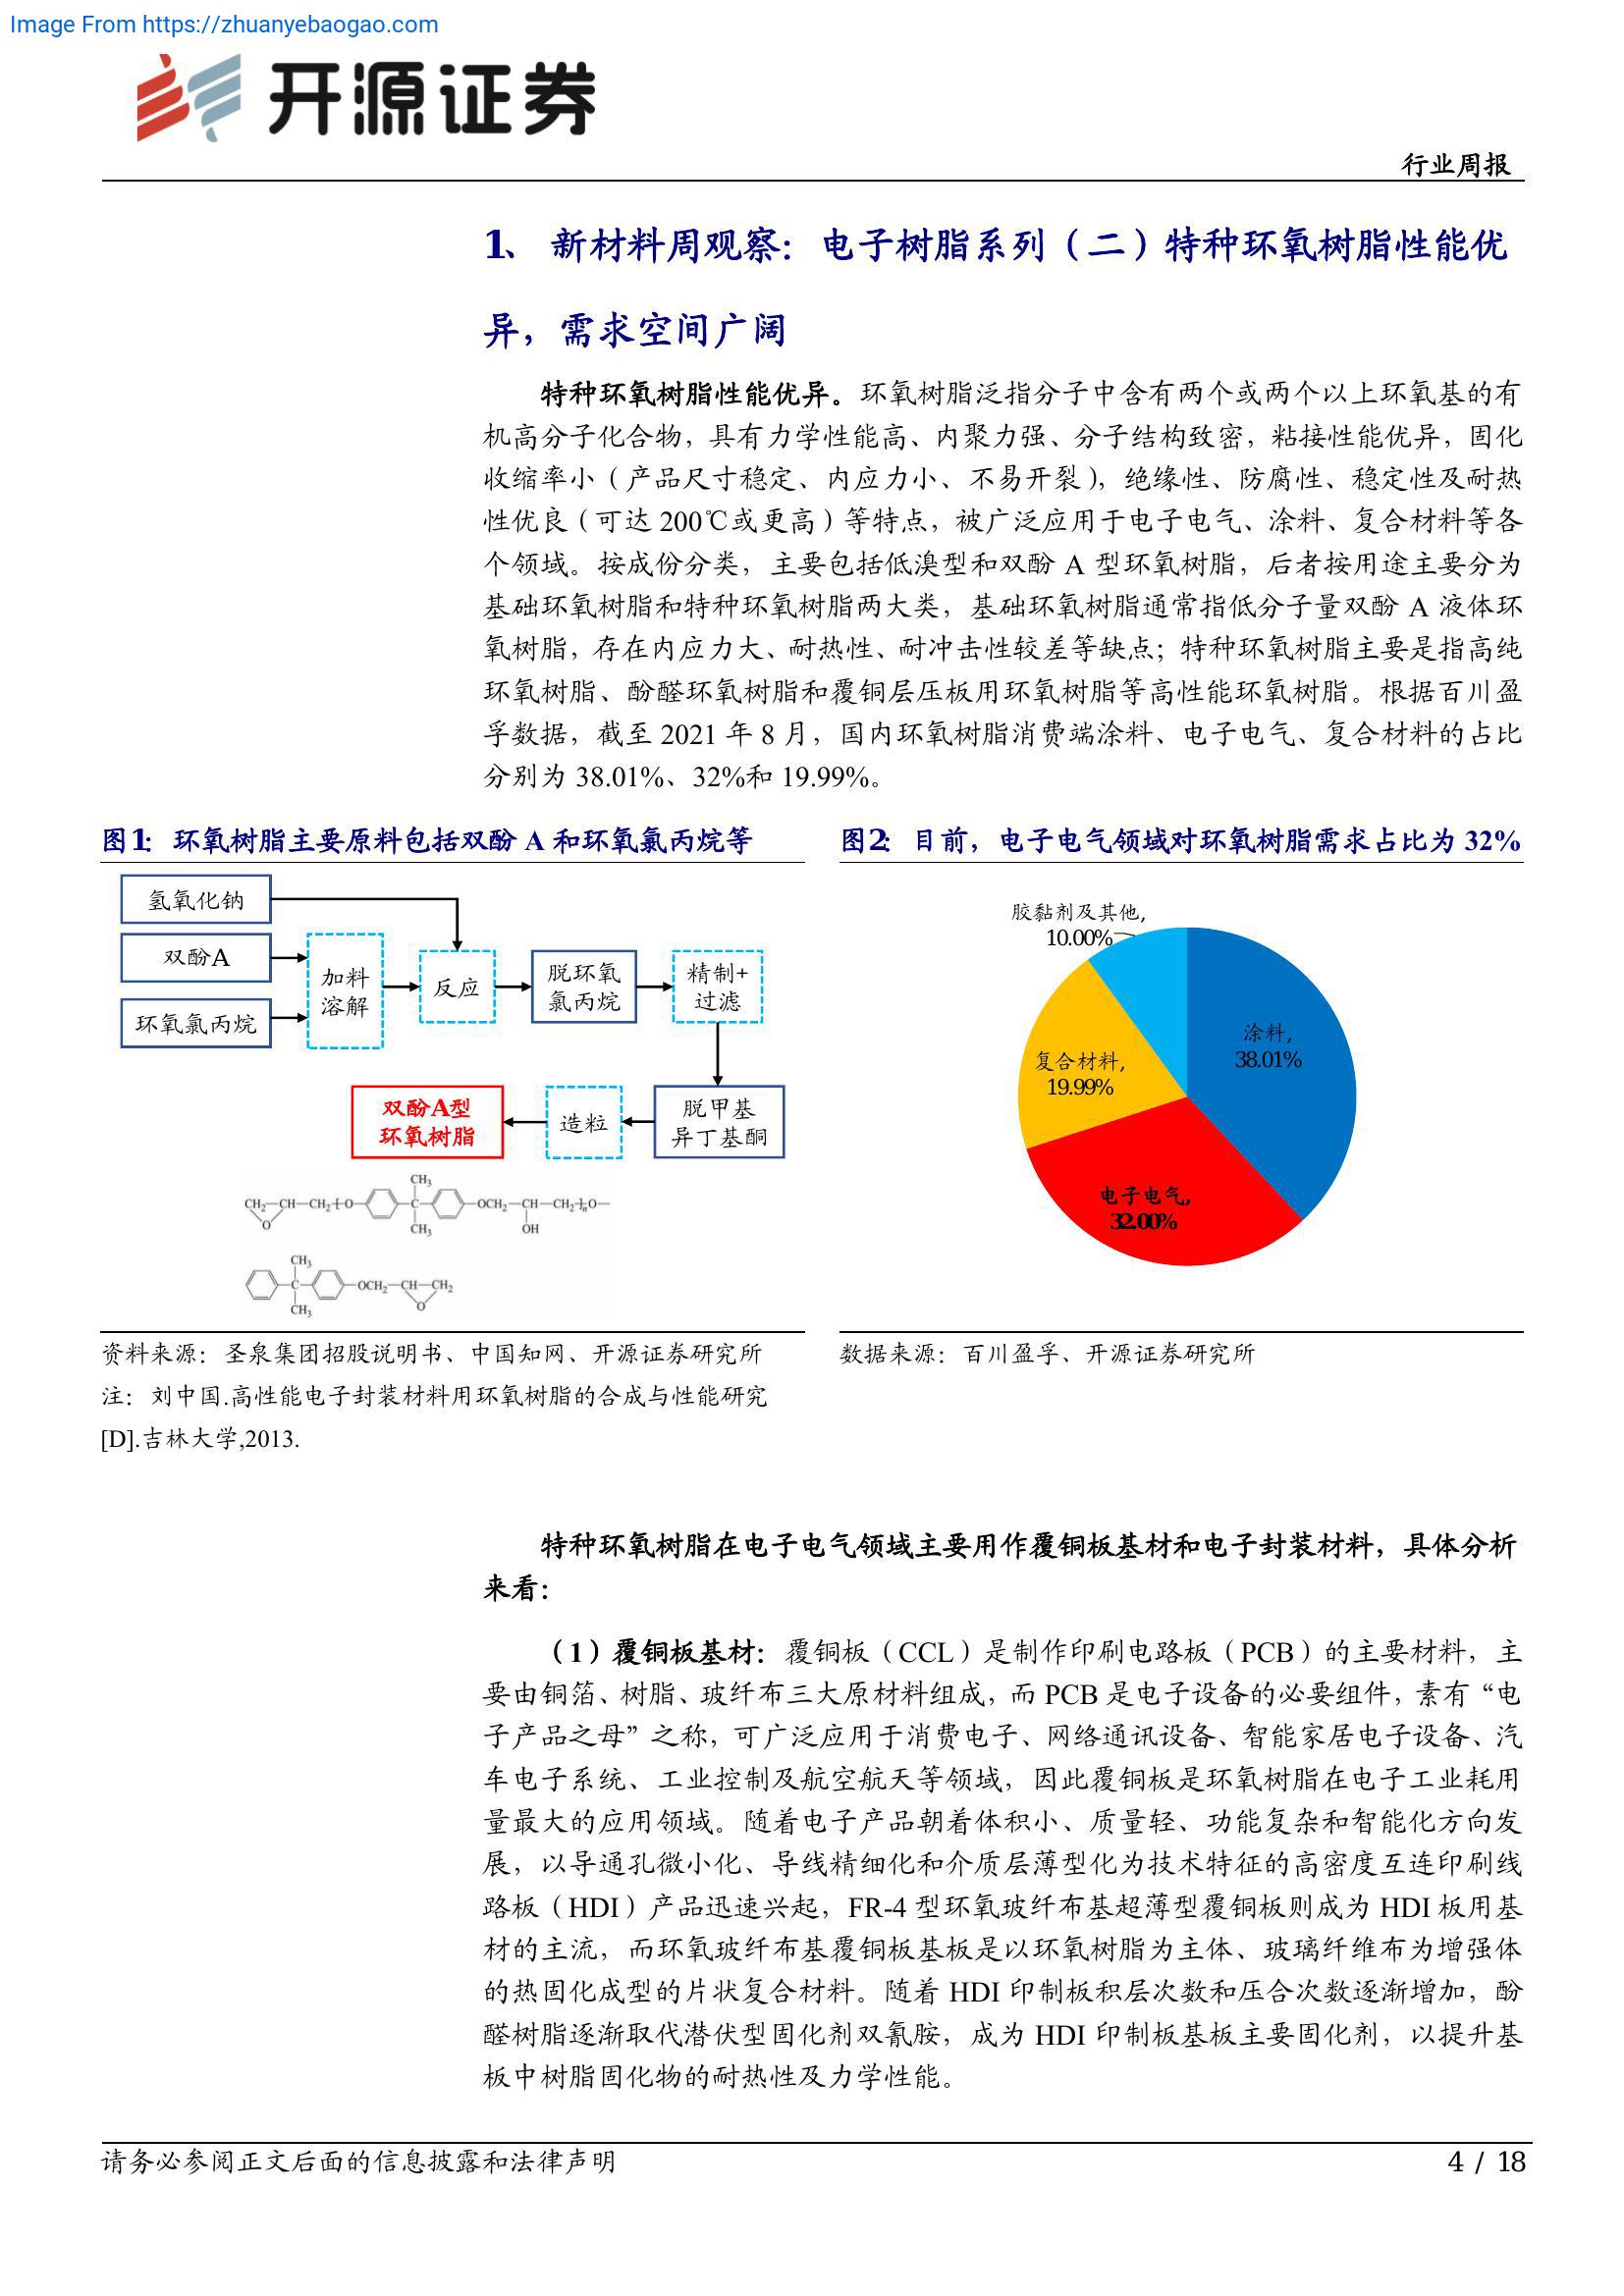 Image From https://zhuanyebaogao.com
开源证券
行业周报
1、 新材料周观察：电子树脂系列（二）特种环氧树脂性能优
异，需求空间广阔
特种环氧树脂性能优异。环氧树脂泛指分子中含有两个或两个以上环氧基的有
机高分子化合物，具有力学性能高、内聚力强、分子结构致密，粘接性能优异，固化
收缩率小（产品尺寸稳定、内应力小、不易开裂），绝缘性、防腐性、稳定性及耐热
性优良（可达 200℃或更高）等特点，被广泛应用于电子电气、涂料、复合材料等各
个领域。按成份分类，主要包括低溴型和双酚 A 型环氧树脂，后者按用途主要分为
基础环氧树脂和特种环氧树脂两大类，基础环氧树脂通常指低分子量双酚 A 液体环
氧树脂，存在内应力大、耐热性、耐冲击性较差等缺点；特种环氧树脂主要是指高纯
环氧树脂、酚醛环氧树脂和覆铜层压板用环氧树脂等高性能环氧树脂。根据百川盈
孚数据，截至 2021 年 8 月，国内环氧树脂消费端涂料、电子电气、复合材料的占比
分别为 38.01%、32%和 19.99%。
图1：环氧树脂主要原料包括双酚 A 和环氧氯丙烷等
氢氧化钠
双酚A
环氧氯丙烷
加料
溶解
反应
脱环氧
氯丙烷
精制+
过滤
双酚A型
环氧树脂
造粒
脱甲基
异丁基酮
CH3
CH2—CH—CH2-[-O— —C— —OCH2—CH—CH2-]nO—
O CH3 OH
CH3
—C— —OCH2—CH—CH2
CH3 O
资料来源：圣泉集团招股说明书、中国知网、开源证券研究所
注：刘中国.高性能电子封装材料用环氧树脂的合成与性能研究
[D].吉林大学,2013.
图2：目前，电子电气领域对环氧树脂需求占比为 32%
胶黏剂及其他,
10.00%
涂料,
38.01%
复合材料,
19.99%
电子电气,
32.00%
数据来源：百川盈孚、开源证券研究所
特种环氧树脂在电子电气领域主要用作覆铜板基材和电子封装材料，具体分析
来看：
（1）覆铜板基材：覆铜板（CCL）是制作印刷电路板（PCB）的主要材料，主
要由铜箔、树脂、玻纤布三大原材料组成，而 PCB 是电子设备的必要组件，素有“电
子产品之母”之称，可广泛应用于消费电子、网络通讯设备、智能家居电子设备、汽
车电子系统、工业控制及航空航天等领域，因此覆铜板是环氧树脂在电子工业耗用
量最大的应用领域。随着电子产品朝着体积小、质量轻、功能复杂和智能化方向发
展，以导通孔微小化、导线精细化和介质层薄型化为技术特征的高密度互连印刷线
路板（HDI）产品迅速兴起，FR-4 型环氧玻纤布基超薄型覆铜板则成为 HDI 板用基
材的主流，而环氧玻纤布基覆铜板基板是以环氧树脂为主体、玻璃纤维布为增强体
的热固化成型的片状复合材料。随着 HDI 印制板积层次数和压合次数逐渐增加，酚
醛树脂逐渐取代潜伏型固化剂双氰胺，成为 HDI 印制板基板主要固化剂，以提升基
板中树脂固化物的耐热性及力学性能。
请务必参阅正文后面的信息披露和法律声明
4 / 18